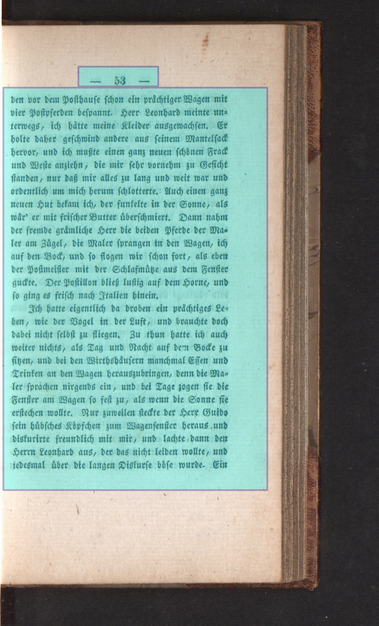 — 53 —
den vor dem Posthause schon ein prächtiger Wagen mit
vier Postpferden bespannt. Herr Leonhard meinte un-
terwegs, ich hätte meine Kleider ausgewachsen. Er
holte daher geschwind andere aus seinem Mantelsack
hervor, und ich mußte einen ganz neuen schönen Frack
und Weste anziehn, die mir sehr vornehm zu Gesicht
standen, nur daß mir alles zu lang und weit war und
ordentlich um mich herum schlotterte. Auch einen ganz
neuen Hut bekam ich, der funkelte in der Sonne, als
wär' er mit frischer Butter überschmiert. Dann nahm
der fremde grämliche Herr die beiden Pferde der Ma-
ler am Zügel, die Maler sprangen in den Wagen, ich
auf den Bock, und so flogen wir schon fort, als eben
der Postmeister mit der Schlafmütze aus dem Fenster
guckte. Der Postillon bließ lustig auf dem Horne, und
so ging es frisch nach Italien hinein.
Ich hatte eigentlich da droben ein prächtiges Le-
ben, wie der Vogel in der Luft, und brauchte doch
dabei nicht selbst zu fliegen. Zu thun hatte ich auch
weiter nichts, als Tag und Nacht auf dem Bocke zu
sitzen, und bei den Wirthshäusern manchmal Essen und
Trinken an den Wagen herauszubringen, denn die Ma-
ler sprachen nirgends ein, und bei Tage zogen sie die
Fenster am Wagen so fest zu, als wenn die Sonne sie
erstechen wollte. Nur zuweilen steckte der Herr Guido
sein hübsches Köpfchen zum Wagenfenster heraus und
diskurirte freundlich mit mir, und lachte dann den
Herrn Leonhard aus, der das nicht leiden wollte, und
jedesmal über die langen Diskurse böse wurde. Ein